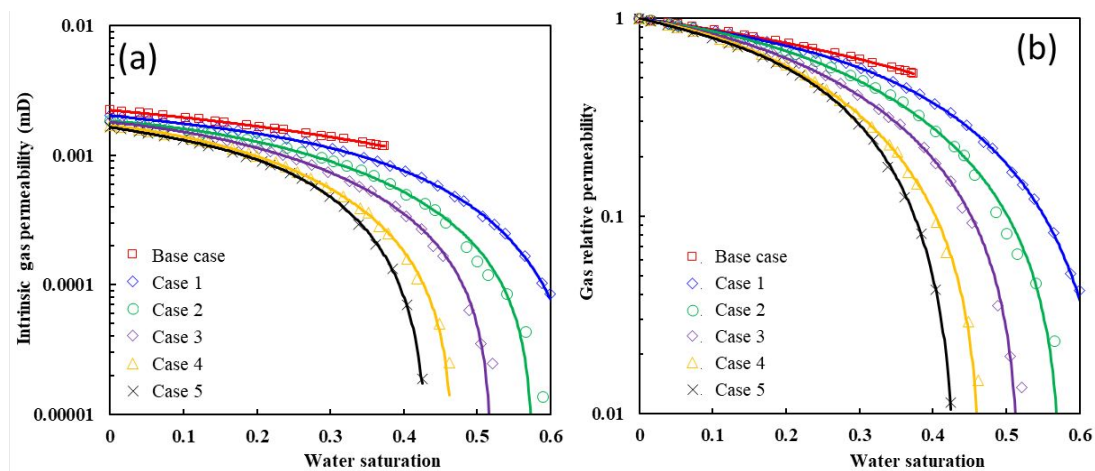 (a)
Intrinsic gas permeability (mD)
0.01
0.001
0.0001
0.00001
Base case
Case 1
Case 2
Case 3
Case 4
Case 5
0 0.1 0.2 0.3 0.4 0.5 0.6
Water saturation
(b)
Gas relative permeability
1
0.1
0.01
Base case
Case 1
Case 2
Case 3
Case 4
Case 5
0 0.1 0.2 0.3 0.4 0.5 0.6
Water saturation